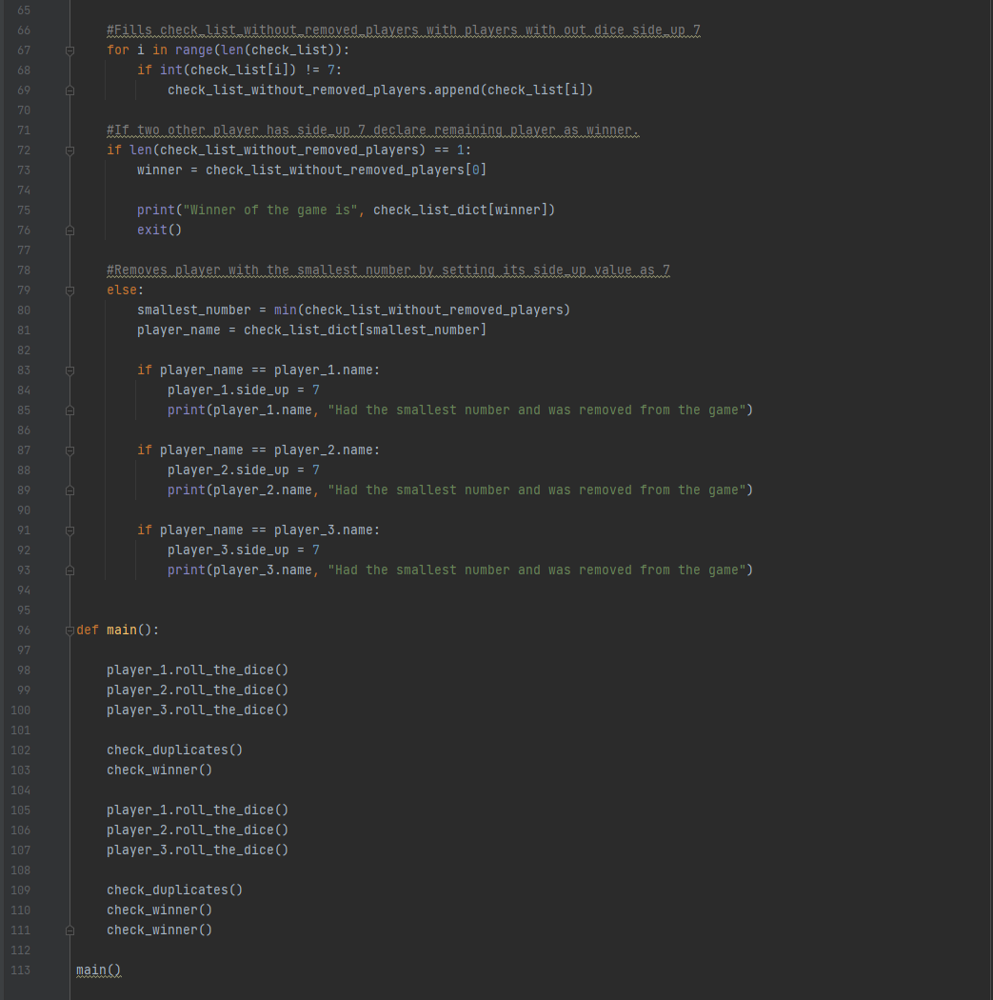 65
66 #Fills check_list_without_removed_players with players with out dice side_up 7
67 for i in range(len(check_list)):
68 if int(check_list[i]) != 7:
69 check_list_without_removed_players.append(check_list[i])
70
71 #If two other player has side_up 7 declare remaining player as winner.
72 if len(check_list_without_removed_players) == 1:
73 winner = check_list_without_removed_players[0]
74
75 print("Winner of the game is", check_list_dict[winner])
76 exit()
77
78 #Removes player with the smallest number by setting its side_up value as 7
79 else:
80 smallest_number = min(check_list_without_removed_players)
81 player_name = check_list_dict[smallest_number]
82
83 if player_name == player_1.name:
84 player_1.side_up = 7
85 print(player_1.name, "Had the smallest number and was removed from the game")
86
87 if player_name == player_2.name:
88 player_2.side_up = 7
89 print(player_2.name, "Had the smallest number and was removed from the game")
90
91 if player_name == player_3.name:
92 player_3.side_up = 7
93 print(player_3.name, "Had the smallest number and was removed from the game")
94
95
96 def main():
97
98 player_1.roll_the_dice()
99 player_2.roll_the_dice()
100 player_3.roll_the_dice()
101
102 check_duplicates()
103 check_winner()
104
105 player_1.roll_the_dice()
106 player_2.roll_the_dice()
107 player_3.roll_the_dice()
108
109 check_duplicates()
110 check_winner()
111 check_winner()
112
113 main()